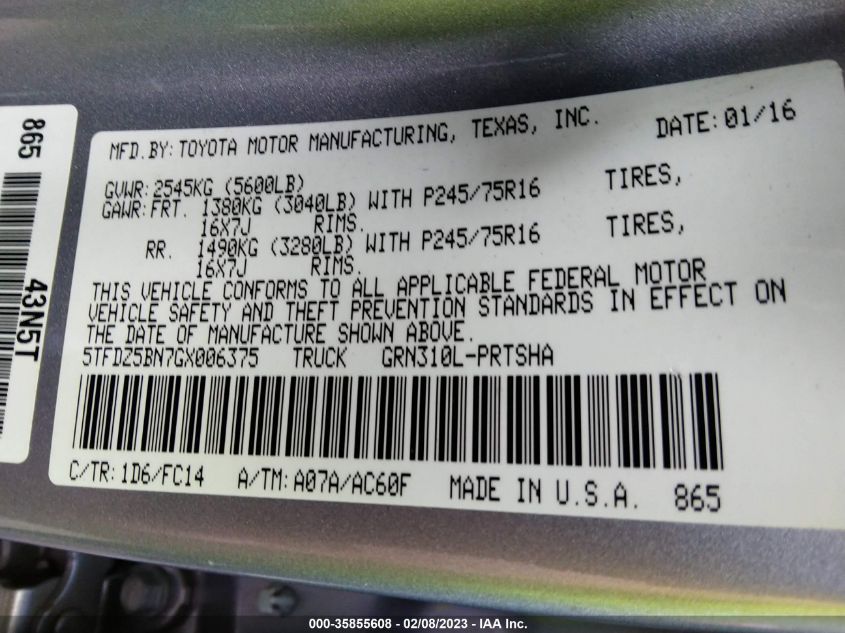 865
43N5T
MFD.BY:TOYOTA MOTOR MANUFACTURING, TEXAS, INC. DATE:01/16
GVWR:2545KG (5600LB)
GAWR:FRT. 1380KG (3040LB) WITH P245/75R16 TIRES,
16X7J RIMS.
RR. 1490KG (3280LB) WITH P245/75R16 TIRES,
16X7J RIMS.
THIS VEHICLE CONFORMS TO ALL APPLICABLE FEDERAL MOTOR
VEHICLE SAFETY AND THEFT PREVENTION STANDARDS IN EFFECT ON
THE DATE OF MANUFACTURE SHOWN ABOVE.
5TFDZ5BN7GX006375 TRUCK GRN310L-PRTSHA
C/TR:1D6/FC14 A/TM:A07A/AC60F MADE IN U.S.A. 865
000-35855608 - 02/08/2023 - IAA Inc.